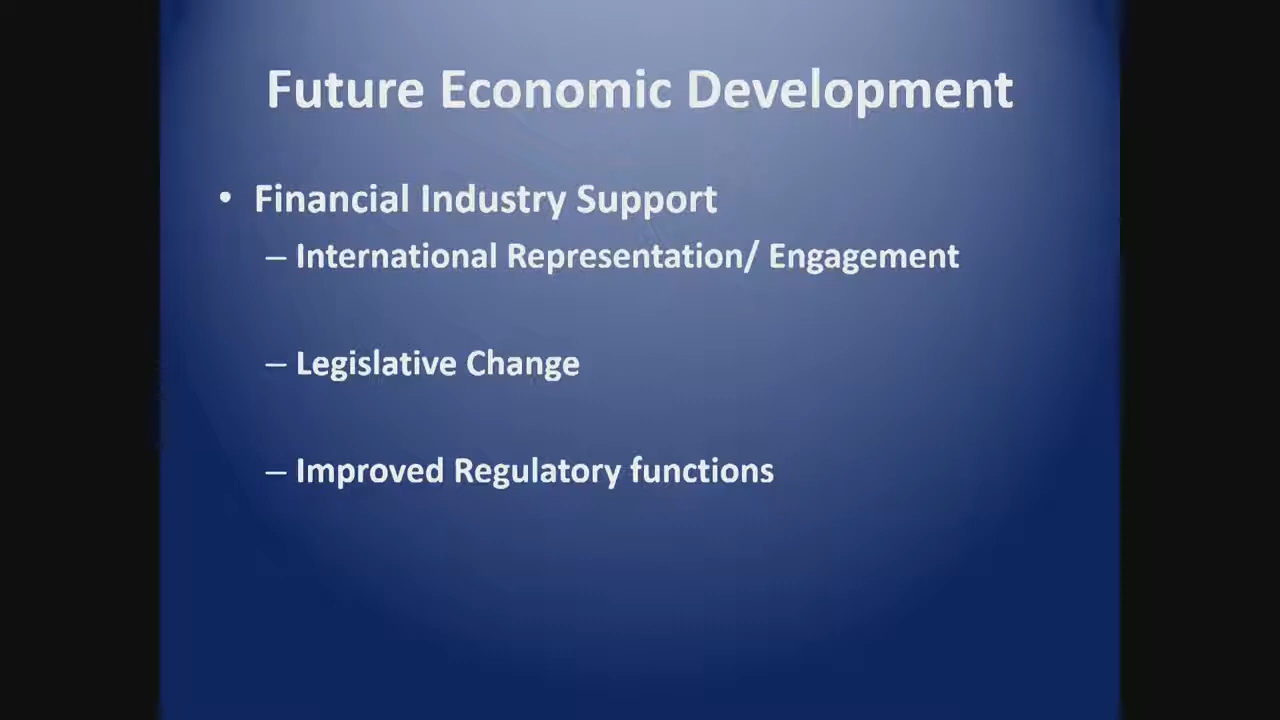 Future Economic Development
• Financial Industry Support
– International Representation/ Engagement
– Legislative Change
– Improved Regulatory functions